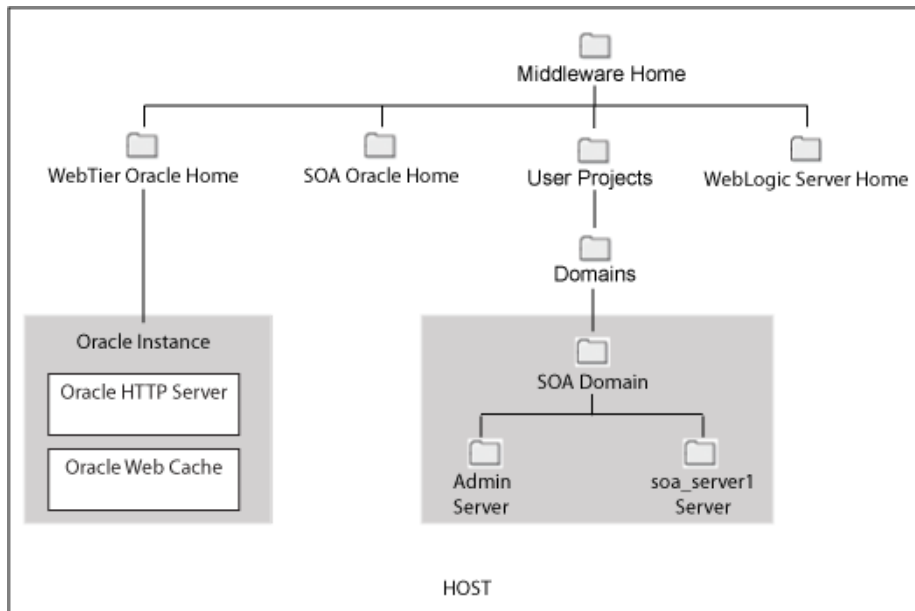 Middleware Home
WebTier Oracle Home
SOA Oracle Home
User Projects
WebLogic Server Home
Domains
Oracle Instance
Oracle HTTP Server
Oracle Web Cache
SOA Domain
Admin
Server
soa_server1
Server
HOST